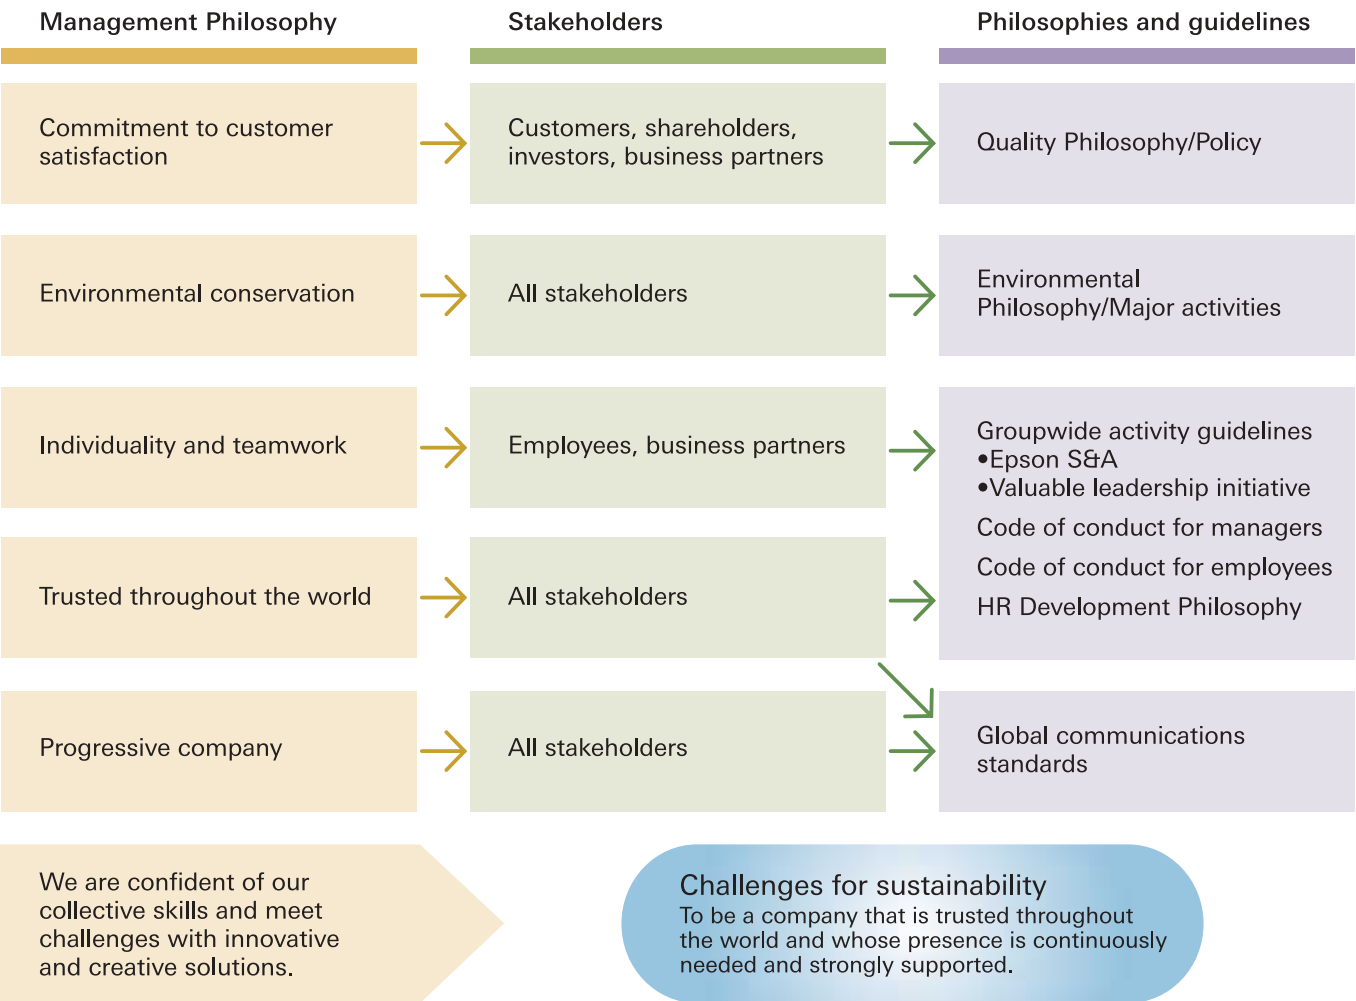 Management Philosophy
Stakeholders
Philosophies and guidelines
Commitment to customer
satisfaction
Customers, shareholders,
investors, business partners
Quality Philosophy/Policy
Environmental conservation
All stakeholders
Environmental
Philosophy/Major activities
Individuality and teamwork
Employees, business partners
Groupwide activity guidelines
•Epson S&A
•Valuable leadership initiative
Code of conduct for managers
Code of conduct for employees
HR Development Philosophy
Trusted throughout the world
All stakeholders
Progressive company
All stakeholders
Global communications
standards
We are confident of our
collective skills and meet
challenges with innovative
and creative solutions.
Challenges for sustainability
To be a company that is trusted throughout
the world and whose presence is continuously
needed and strongly supported.